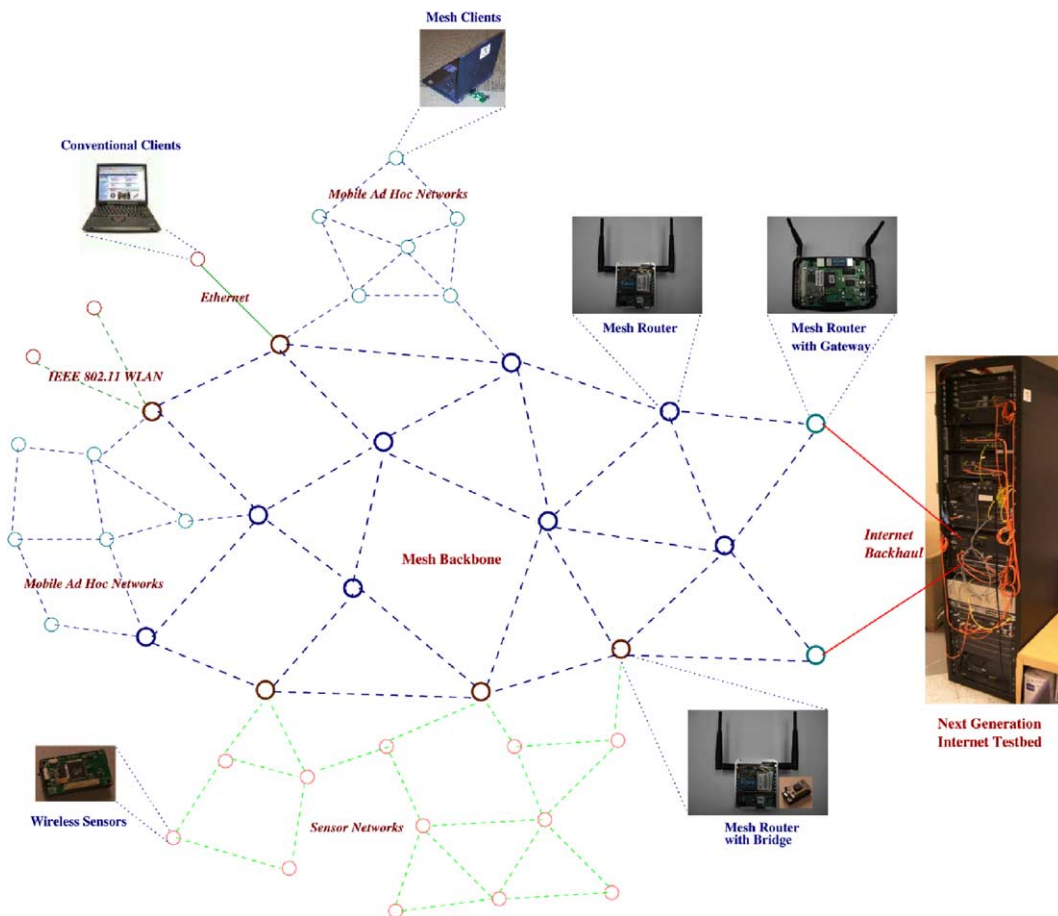 Mesh Clients
Conventional Clients
Mobile Ad Hoc Networks
Ethernet
Mesh Router
Mesh Router
with Gateway
IEEE 802.11 WLAN
Internet
Backhaul
Mesh Backbone
Mobile Ad Hoc Networks
Next Generation
Internet Testbed
Wireless Sensors
Sensor Networks
Mesh Router
with Bridge